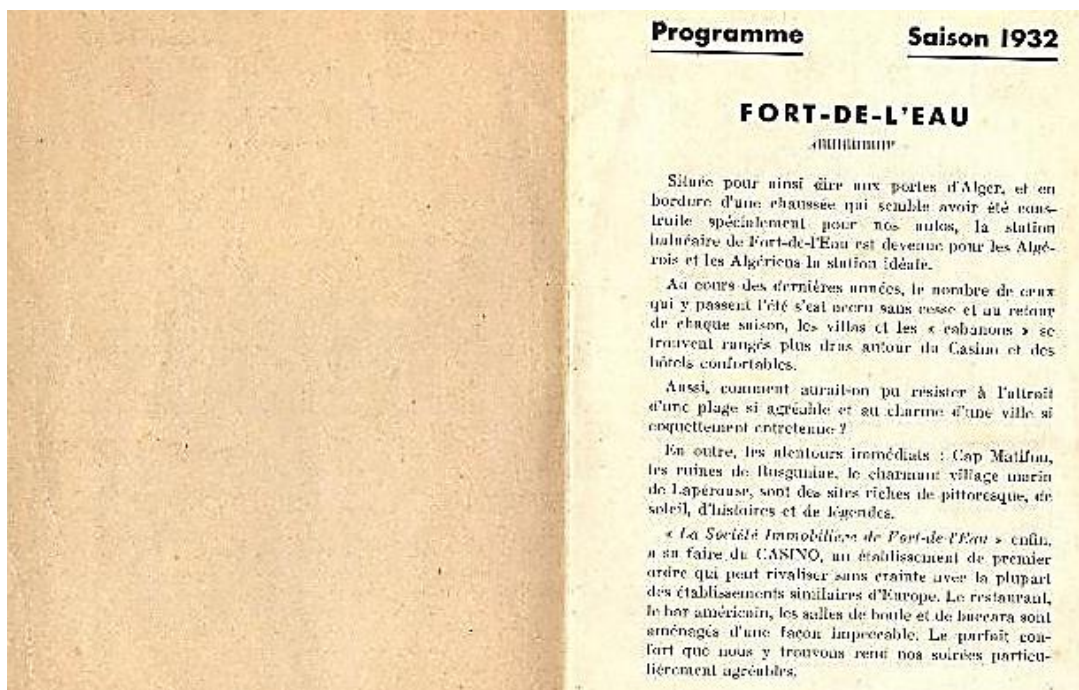 Programme Saison 1932
FORT-DE-L'EAU
Située pour ainsi dire aux portes d'Alger, et en
bordure d'une chaussée qui semble avoir été cons-
truite spécialement pour nos autos, la station
balnéaire de Fort-de-l'Eau est devenue pour les Algé-
rois et les Algériens la station idéale.
Au cours des dernières années, le nombre de ceux
qui y passent l'été s'est accru sans cesse et au retour
de chaque saison, les villas et les « cabanons » se
trouvent rangés plus drus autour du Casino et des
hôtels confortables.
Aussi, comment aurait-on pu résister à l'attrait
d'une plage si agréable et au charme d'une ville si
coquettement entretenue ?
En outre, les alentours immédiats : Cap Matifou,
les ruines de Rusguniae, le charmant village marin
de Lapérouse, sont des sites riches de pittoresque, de
soleil, d'histoires et de légendes.
« La Société Immobilière de Fort-de-l'Eau » enfin,
a su faire du CASINO, un établissement de premier
ordre qui peut rivaliser sans crainte avec la plupart
des établissements similaires d'Europe. Le restaurant,
le bar américain, les salles de boule et de baccara sont
aménagés d'une façon impeccable. Le parfait con-
fort que nous y trouvons rend nos soirées particu-
lièrement agréables.